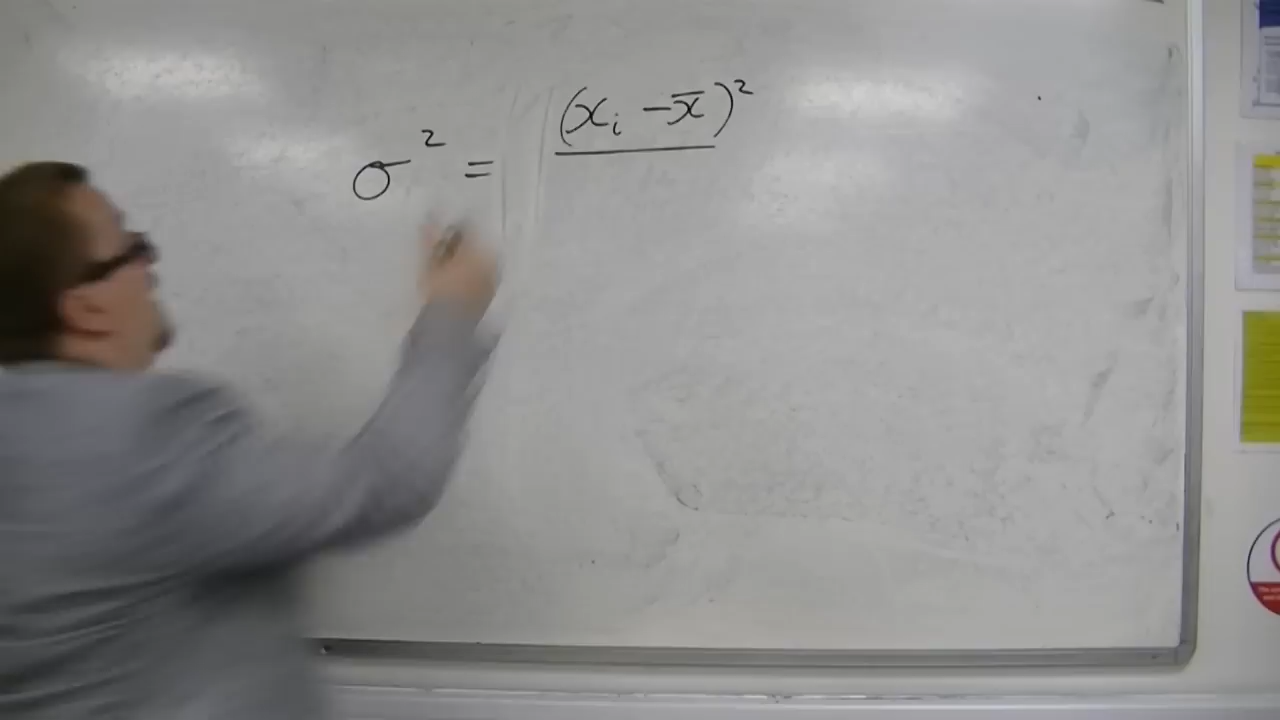 σ² = (xᵢ - x̄)²